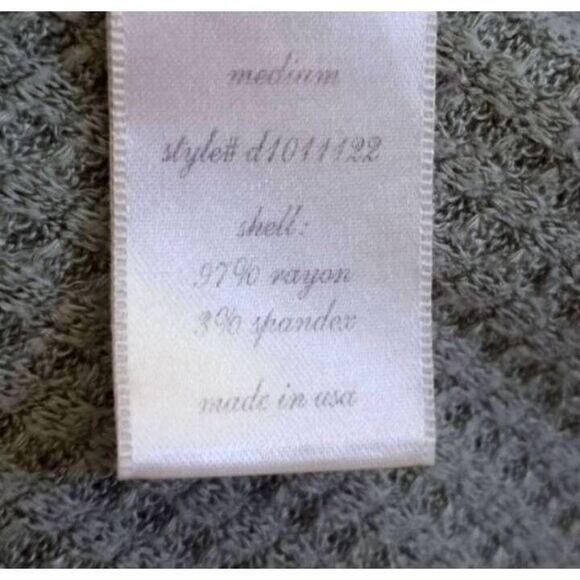 medium
style# d1011122
shell:
97% rayon
3% spandex
made in usa